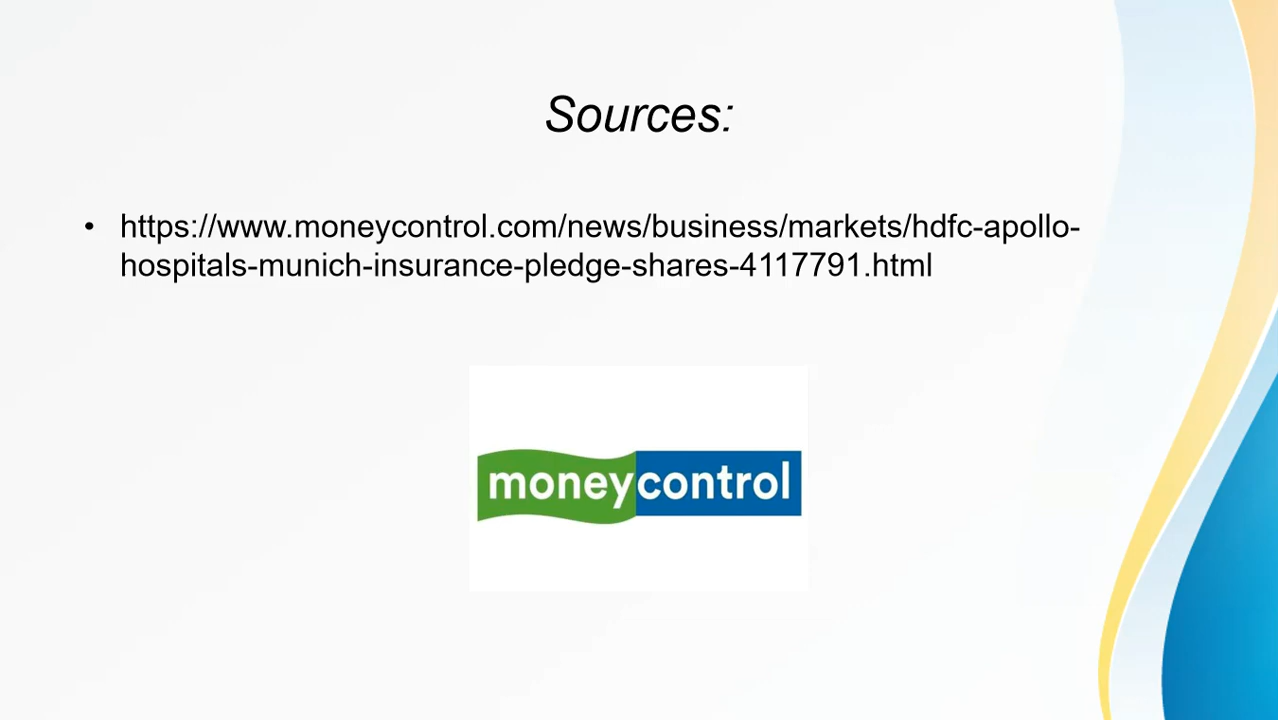 Sources:
• https://www.moneycontrol.com/news/business/markets/hdfc-apollo-
hospitals-munich-insurance-pledge-shares-4117791.html
moneycontrol